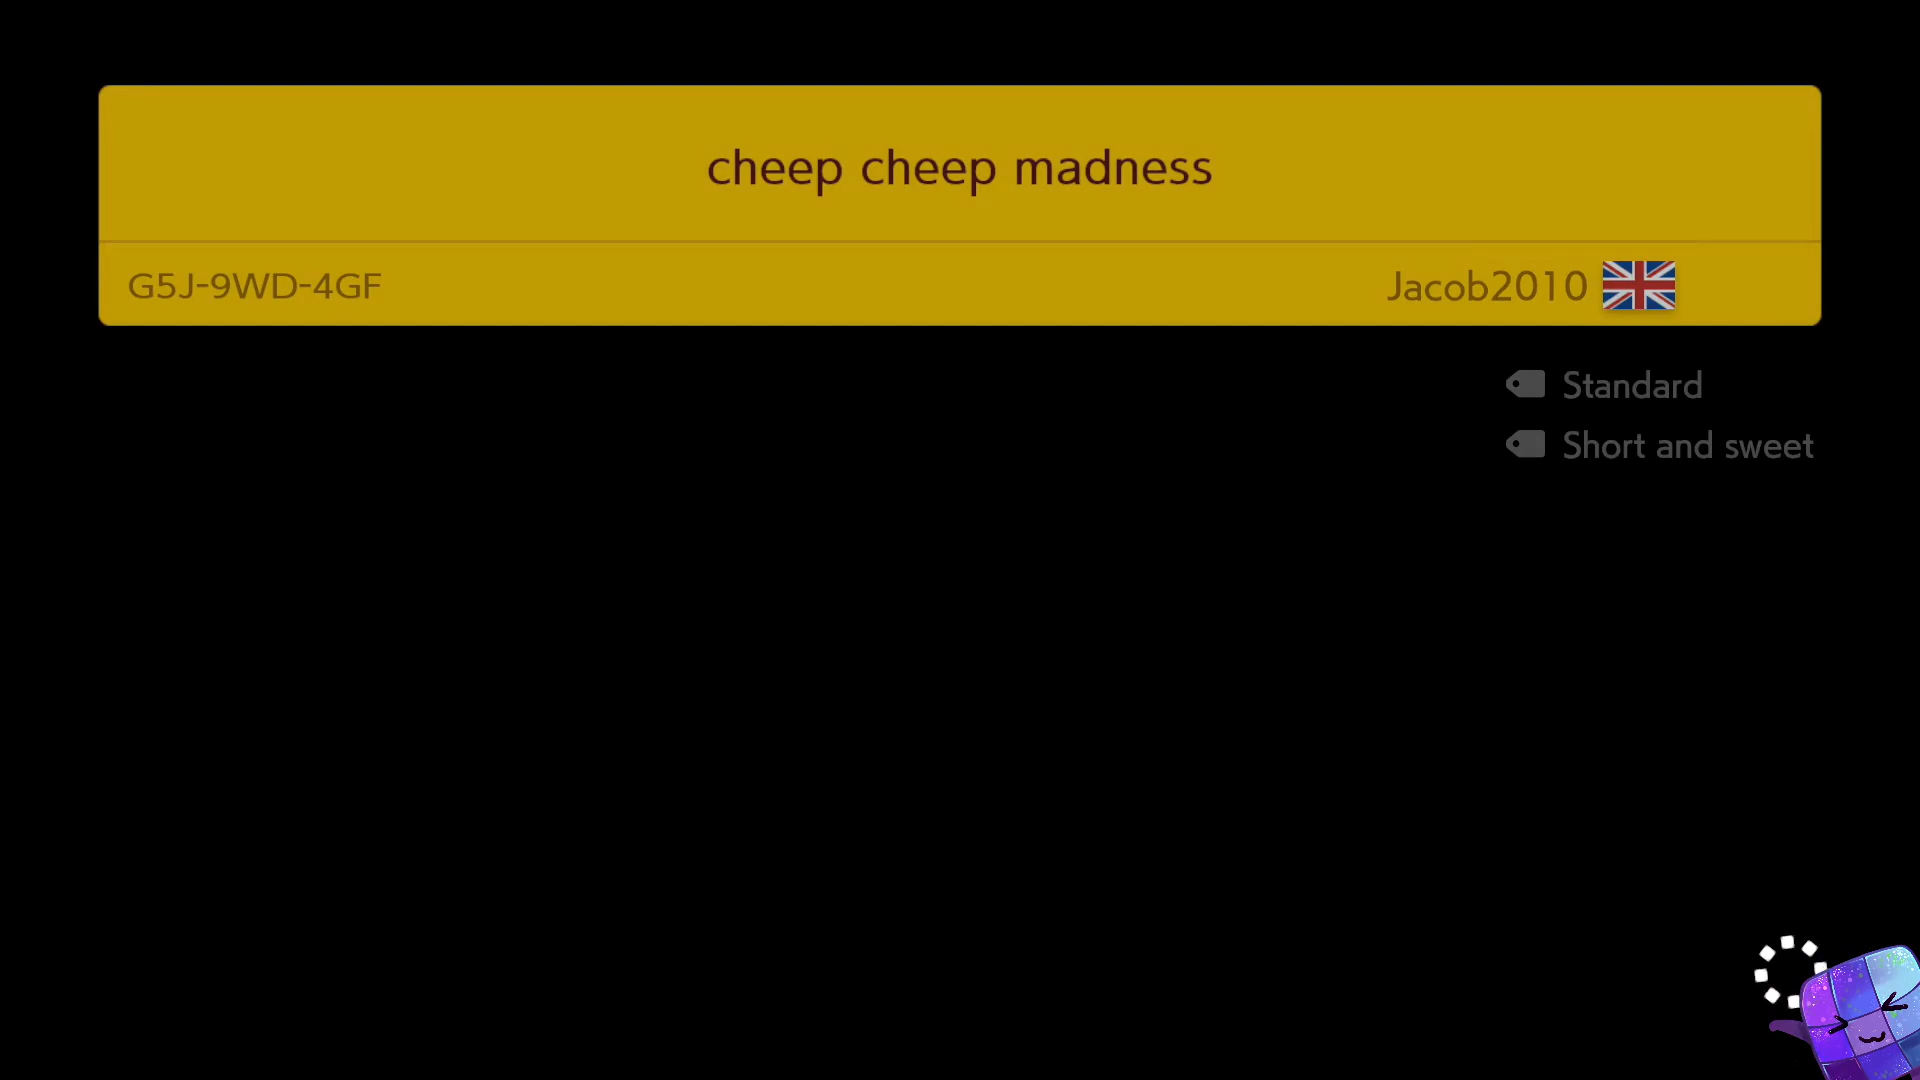 cheep cheep madness
G5J-9WD-4GF
Jacob2010
Standard
Short and sweet